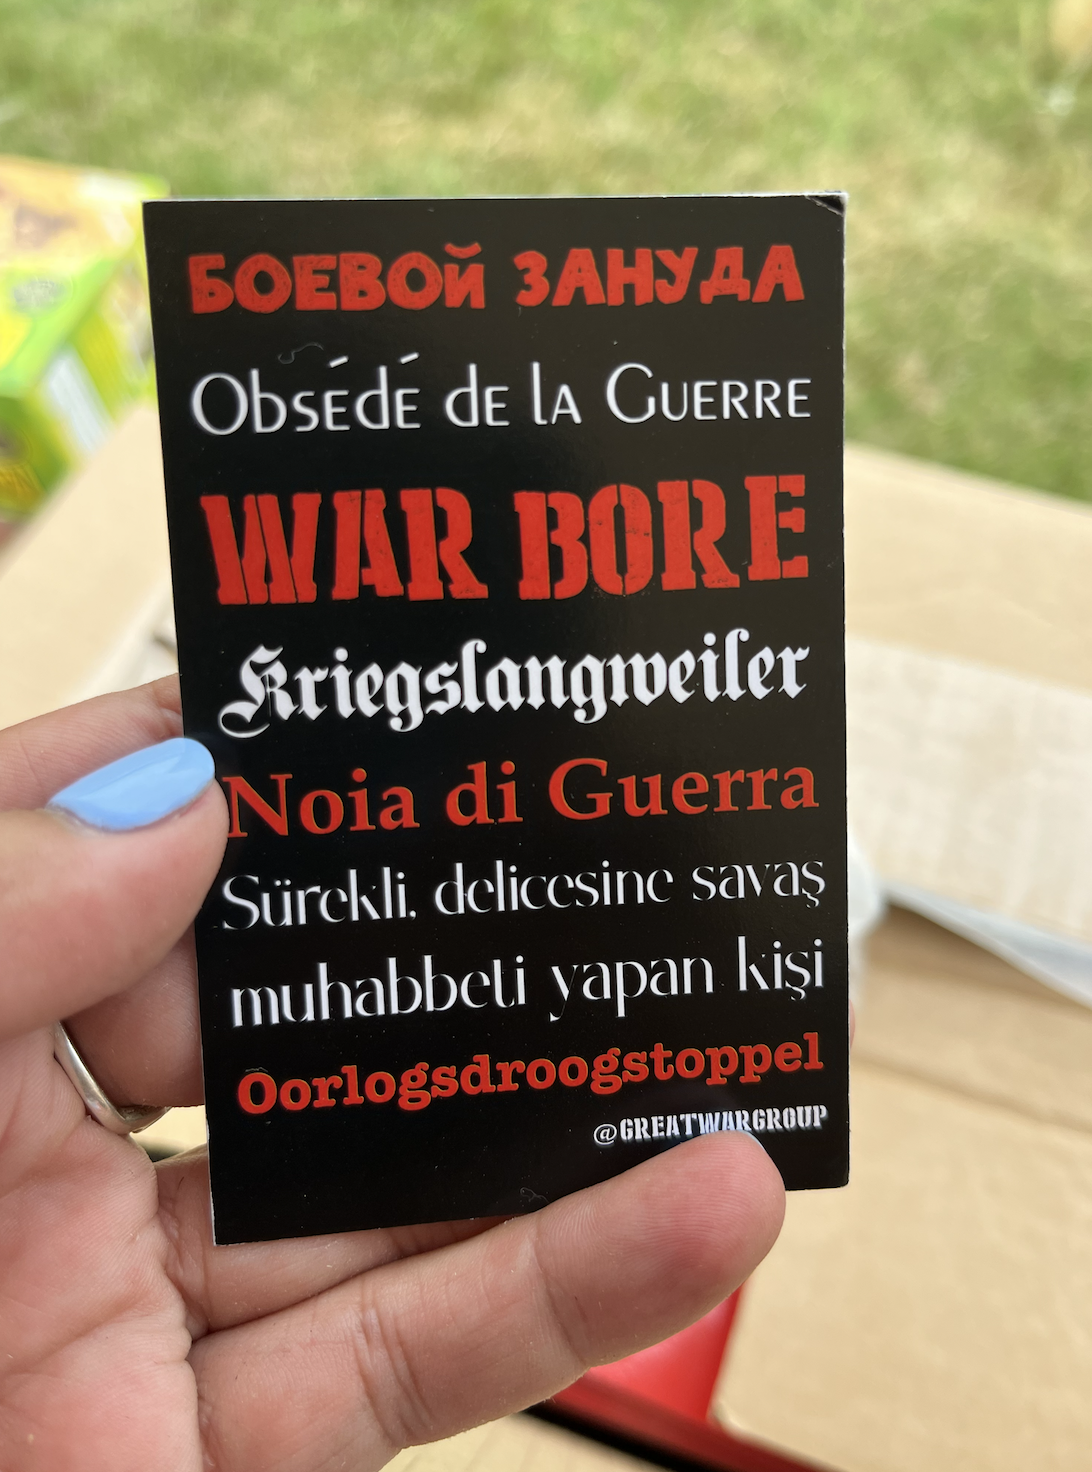 БОЕВОЙ ЗАНУДА
Obsédé de la Guerre
WAR BORE
Kriegslangweiler
Noia di Guerra
Sürekli, delicesine savaş
muhabbeti yapan kişi
Oorlogsdroogstoppel
@GREATWARGROUP